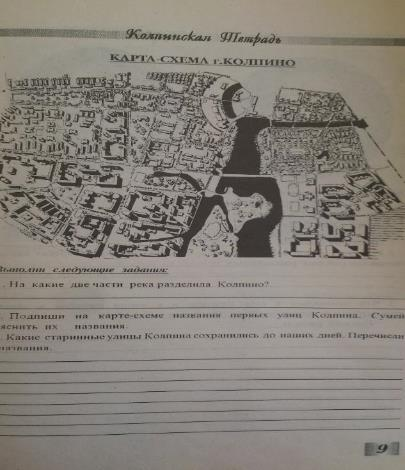 Колпинская Тетрадь
КАРТА-СХЕМА г.КОЛПИНО
Выполни следующие задания:
. На какие две части река разделила Колпино?
. Подпиши на карте-схеме названия первых улиц Колпина. Сумей
яснить их названия.
. Какие старинные улицы Колпина сохранились до наших дней. Перечисли
названия.
9